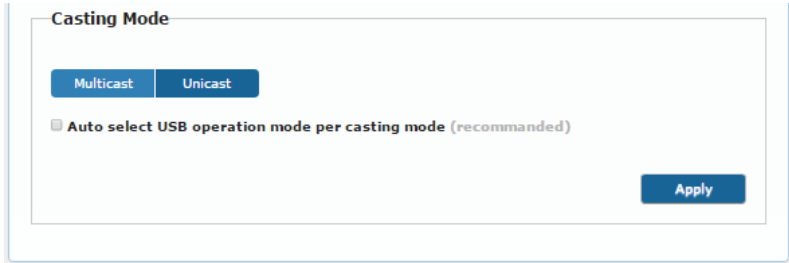 Casting Mode
Multicast Unicast
Auto select USB operation mode per casting mode (recommanded)
Apply